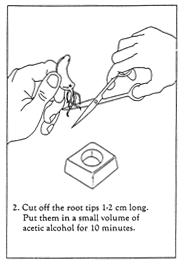 2. Cut off the root tips 1-2 cm long.
Put them in a small volume of
acetic alcohol for 10 minutes.